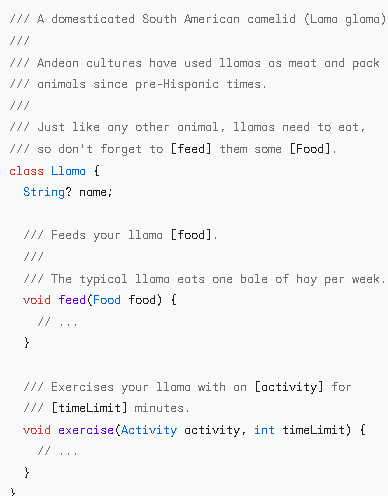 /// A domesticated South American camelid (Lama glama)
///
/// Andean cultures have used llamas as meat and pack
/// animals since pre-Hispanic times.
///
/// Just like any other animal, llamas need to eat,
/// so don't forget to [feed] them some [Food].
class Llama {
  String? name;

  /// Feeds your llama [food].
  ///
  /// The typical llama eats one bale of hay per week.
  void feed(Food food) {
    // ...
  }

  /// Exercises your llama with an [activity] for
  /// [timeLimit] minutes.
  void exercise(Activity activity, int timeLimit) {
    // ...
  }
}